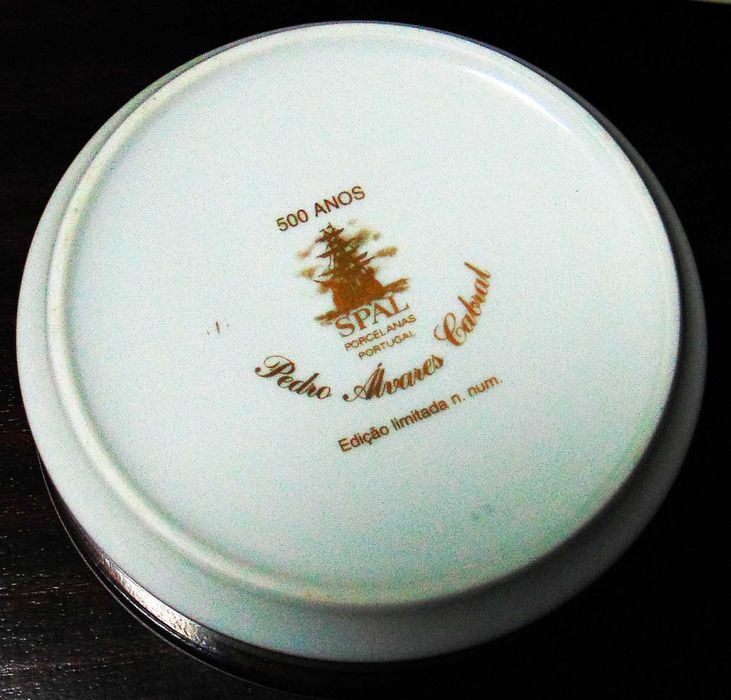 500 ANOS
SPAL
PORCELANAS
PORTUGAL
Pedro Álvares Cabral
Edição limitada n. num.